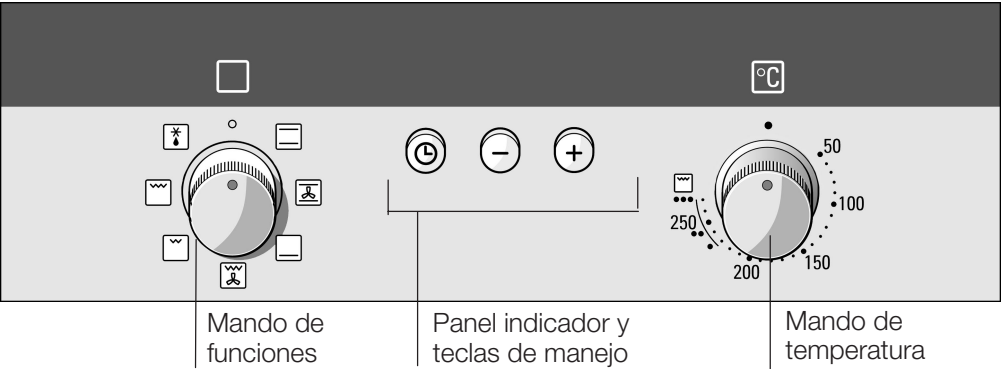 °C
50
100
150
200
250
Mando de
funciones
Panel indicador y
teclas de manejo
Mando de
temperatura